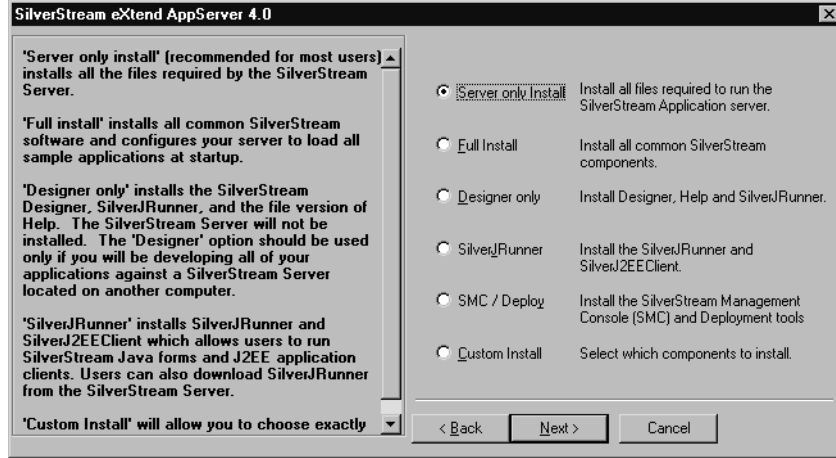 SilverStream eXtend AppServer 4.0
'Server only install' (recommended for most users)
installs all the files required by the SilverStream
Server.
'Full install' installs all common SilverStream
software and configures your server to load all
sample applications at startup.
'Designer only' installs the SilverStream
Designer, SilverJRunner, and the file version of
Help.  The SilverStream Server will not be
installed.  The 'Designer' option should be used
only if you will be developing all of your
applications against a SilverStream Server
located on another computer.
'SilverJRunner' installs SilverJRunner and
SilverJ2EEClient which allows users to run
SilverStream Java forms and J2EE application
clients. Users can also download SilverJRunner
from the SilverStream Server.
'Custom Install' will allow you to choose exactly
Server only Install
Install all files required to run the
SilverStream Application server.
Full Install
Install all common SilverStream
components.
Designer only
Install Designer, Help and SilverJRunner.
SilverJRunner
Install the SilverJRunner and
SilverJ2EEClient.
SMC / Deploy
Install the SilverStream Management
Console (SMC) and Deployment tools
Custom Install
Select which components to install.
< Back
Next >
Cancel